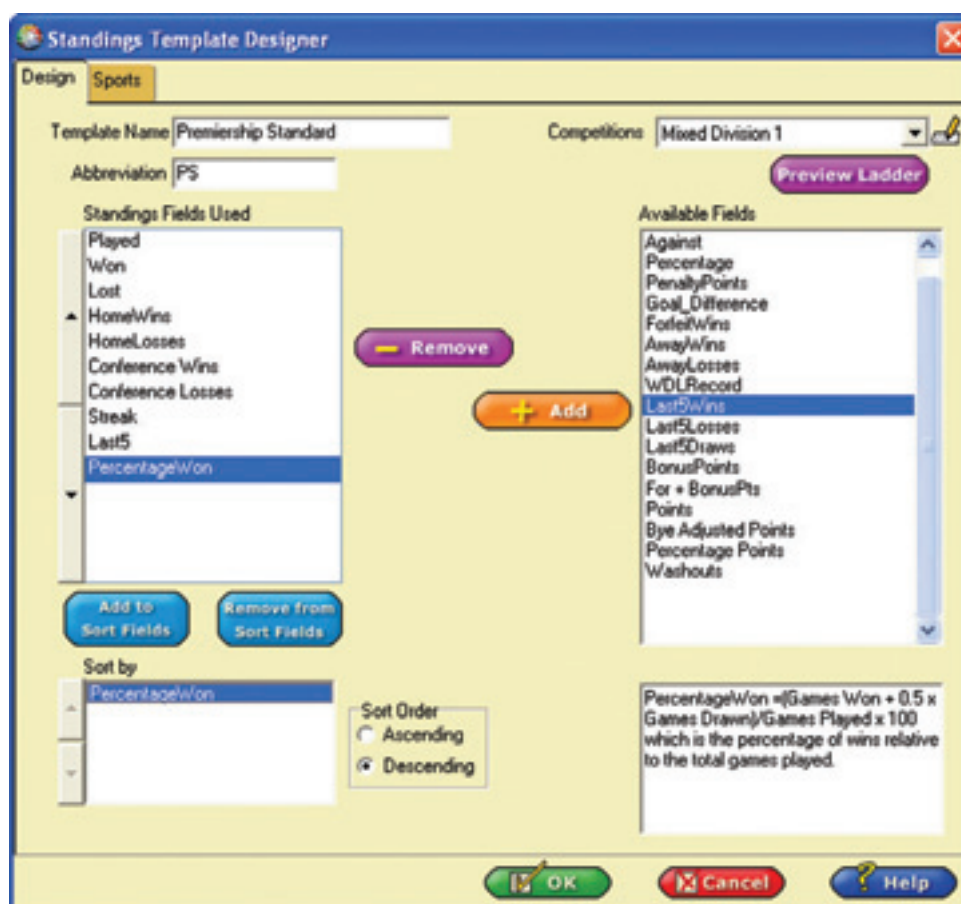 Standings Template Designer
Design Sports
Template Name Premiership Standard
Competitions Mixed Division 1
Abbreviation PS
Preview Ladder
Standings Fields Used
Played
Won
Lost
HomeWins
HomeLosses
Conference Wins
Conference Losses
Streak
Last5
PercentageWon
Remove
Add
Available Fields
Against
Percentage
PenaltyPoints
Goal_Difference
ForfeitWins
AwayWins
AwayLosses
WDLRecord
Last5Wins
Last5Losses
Last5Draws
BonusPoints
For + BonusPts
Points
Bye Adjusted Points
Percentage Points
Washouts
Add to
Sort Fields
Remove from
Sort Fields
Sort by
PercentageWon
Sort Order
Ascending
Descending
PercentageWon =(Games Won + 0.5 x
Games Drawn)/Games Played x 100
which is the percentage of wins relative
to the total games played.
OK
Cancel
Help